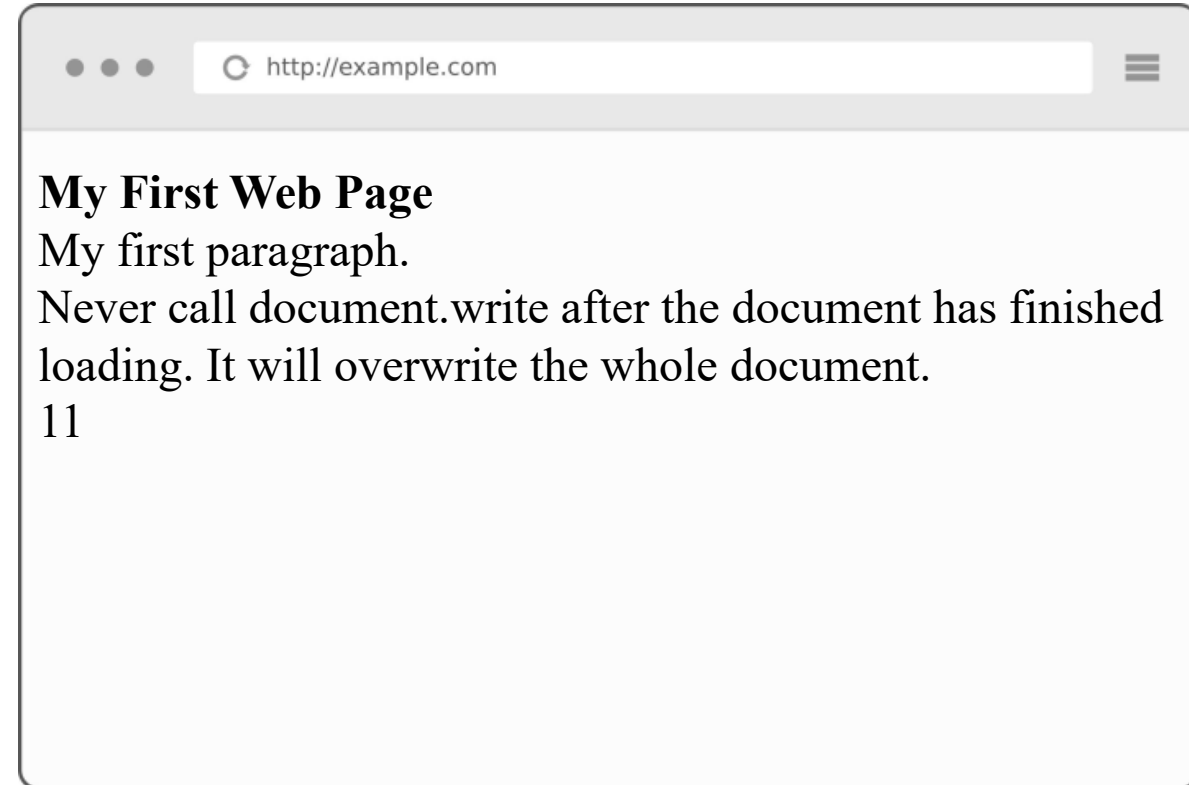 http://example.com
My First Web Page
My first paragraph.
Never call document.write after the document has finished
loading. It will overwrite the whole document.
11